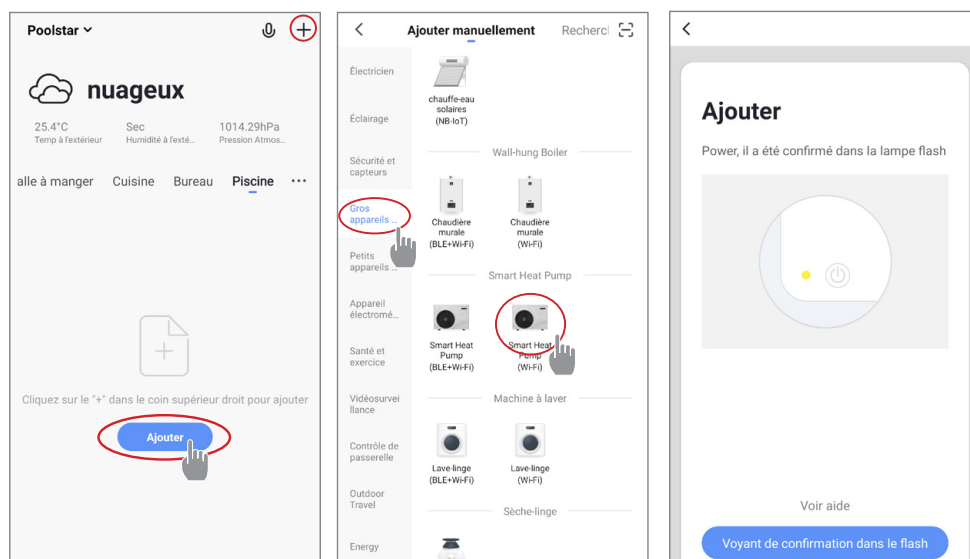 Poolstar
nuageux
25.4°C Sec 1014.29hPa
Temp à l'extérieur Humidité à l'exté... Pression Atmos...
alle à manger Cuisine Bureau Piscine ...
Cliquez sur le "+" dans le coin supérieur droit pour ajouter
Ajouter
Ajouter manuellement Recherc
Électricien
Éclairage
Sécurité et
capteurs
Gros
appareils ...
Petits
appareils ...
Appareil
électromé...
Santé et
exercice
Vidéosurvei
llance
Contrôle de
passerelle
Outdoor
Travel
Energy
chauffe-eau
solaires
(NB-IoT)
Wall-hung Boiler
Chaudière
murale
(BLE+Wi-Fi)
Chaudière
murale
(Wi-Fi)
Smart Heat Pump
Smart Heat
Pump
(BLE+Wi-Fi)
Smart Heat
Pump
(Wi-Fi)
Machine à laver
Lave-linge
(BLE+Wi-Fi)
Lave-linge
(Wi-Fi)
Sèche-linge
Ajouter
Power, il a été confirmé dans la lampe flash
Voir aide
Voyant de confirmation dans le flash